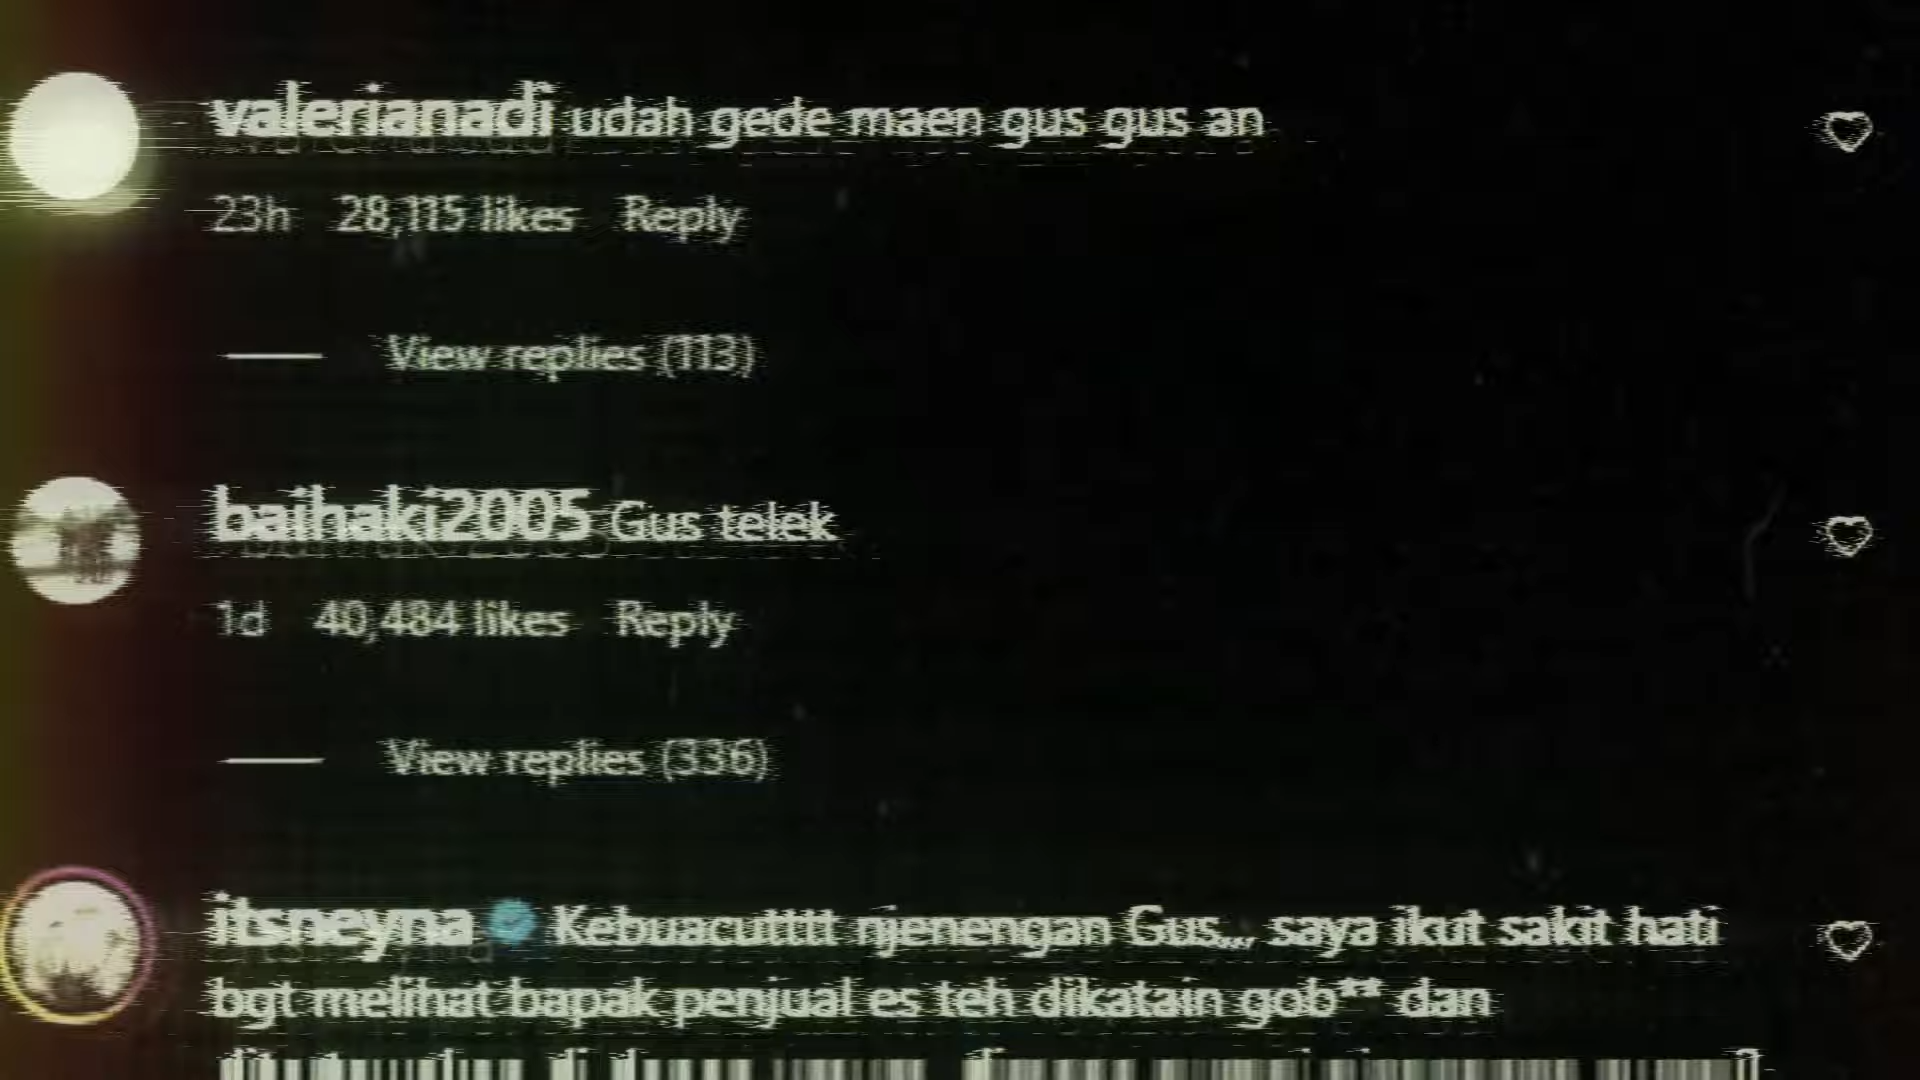 valerianadi udah gede maen gus gus an
23h 28,115 likes Reply
View replies (113)
baihaki2005 Gus telek
1d 40,484 likes Reply
View replies (336)
itsneyna Kebuacutttt njenengan Gus,,, saya ikut sakit hati
bgt melihat bapak penjual es teh dikatain gob** dan